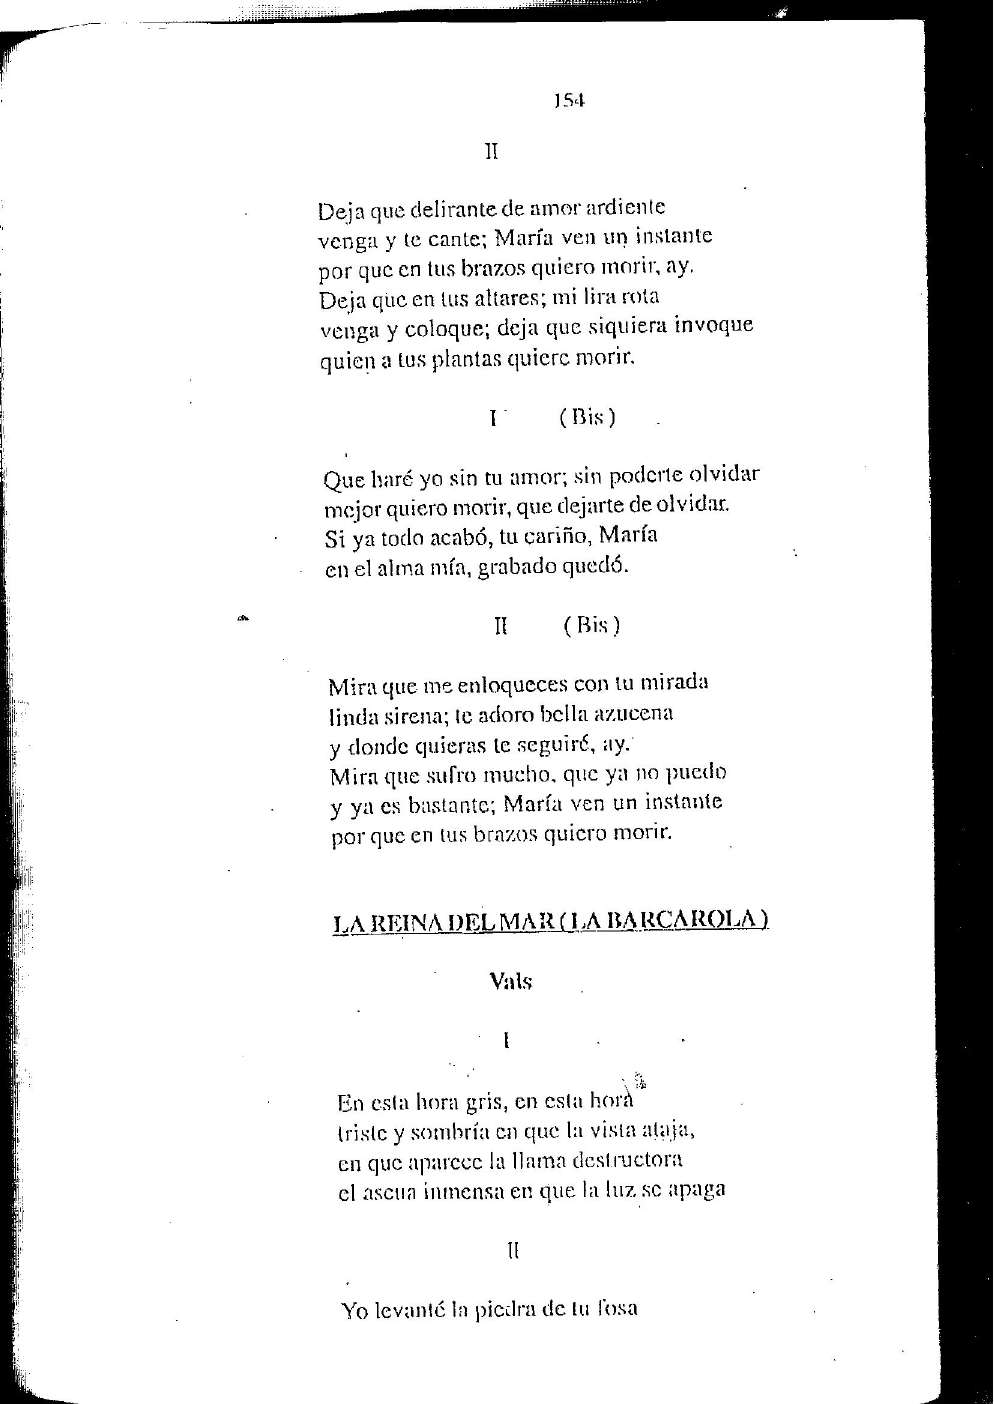 154
II
Deja que delirante de amor ardiente
venga y te cante; María ven un instante
por que en tus brazos quiero morir, ay.
Deja que en tus altares; mi lira rota
venga y coloque; deja que siquiera invoque
quien a tus plantas quiere morir.
I (Bis)
Que haré yo sin tu amor; sin poderte olvidar
mejor quiero morir, que dejarte de olvidar.
Si ya todo acabó, tu cariño, María
en el alma mía, grabado quedó.
II (Bis)
Mira que me enloqueces con tu mirada
linda sirena; te adoro bella azucena
y donde quieras te seguiré, ay.
Mira que sufro mucho, que ya no puedo
y ya es bastante; María ven un instante
por que en tus brazos quiero morir.
LA REINA DEL MAR (LA BARCAROLA)
Vals
I
En esta hora gris, en esta hora
triste y sombría en que la vista ataja,
en que aparece la llama destructora
el ascua inmensa en que la luz se apaga
II
Yo levanté la piedra de tu fosa